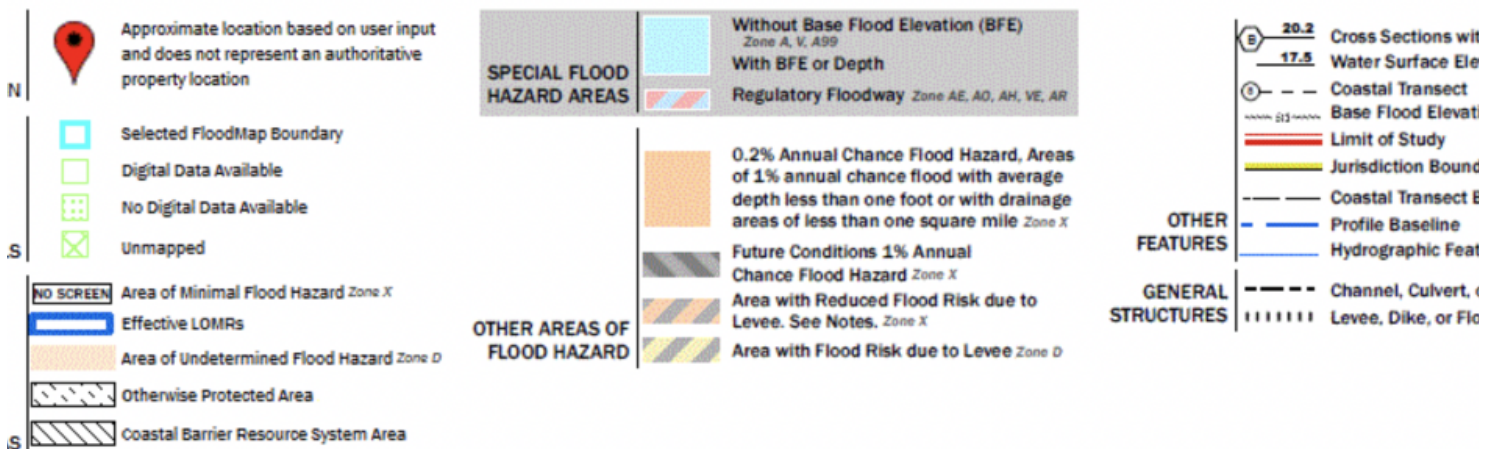 N
Approximate location based on user input
and does not represent an authoritative
property location
S
Selected FloodMap Boundary
Digital Data Available
No Digital Data Available
Unmapped
NO SCREEN Area of Minimal Flood Hazard Zone X
Effective LOMRs
Area of Undetermined Flood Hazard Zone D
Otherwise Protected Area
Coastal Barrier Resource System Area
S
SPECIAL FLOOD
HAZARD AREAS
Without Base Flood Elevation (BFE)
Zone A, V, A99
With BFE or Depth
Regulatory Floodway Zone AE, AO, AH, VE, AR
OTHER AREAS OF
FLOOD HAZARD
0.2% Annual Chance Flood Hazard, Areas
of 1% annual chance flood with average
depth less than one foot or with drainage
areas of less than one square mile Zone X
Future Conditions 1% Annual
Chance Flood Hazard Zone X
Area with Reduced Flood Risk due to
Levee. See Notes. Zone X
Area with Flood Risk due to Levee Zone D
OTHER
FEATURES
B 20.2 Cross Sections wit
17.5 Water Surface Ele
8 Coastal Transect
513 Base Flood Elevati
Limit of Study
Jurisdiction Bound
Coastal Transect B
Profile Baseline
Hydrographic Feat
GENERAL
STRUCTURES
Channel, Culvert,
Levee, Dike, or Flo